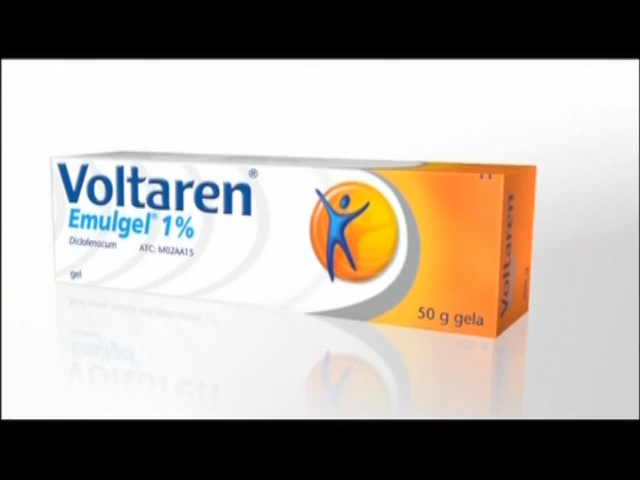 Voltaren®
Emulgel® 1%
Diclofenacum ATC: M02AA15
gel
50 g gela
Voltaren